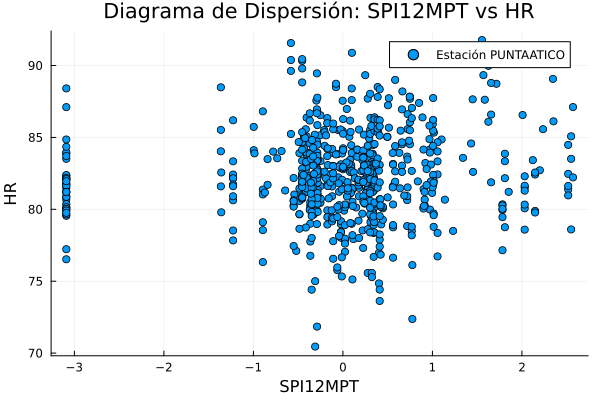 Diagrama de Dispersión: SPI12MPT vs HR
Estación PUNTAATICO
HR
90
85
80
75
70
−3
−2
−1
0
1
2
SPI12MPT